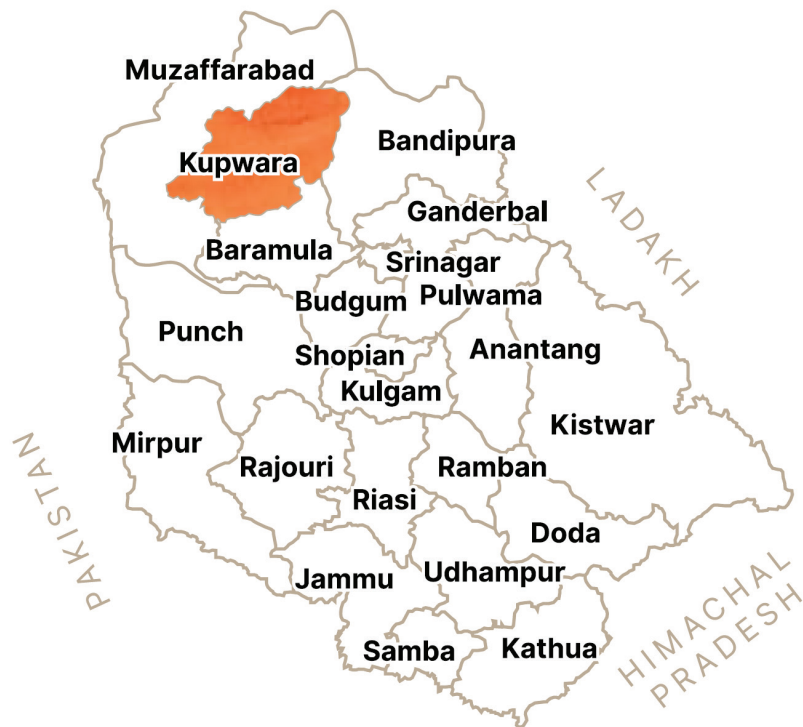 Muzaffarabad
Bandipura
Kupwara
LADAKH
Ganderbal
Baramula
Srinagar
Budgum
Pulwama
Punch
Shopian
Anantang
Kulgam
Kistwar
Mirpur
Rajouri
Ramban
Riasi
PAKISTAN
Doda
Jammu
Udhampur
HIMACHAL
PRADESH
Samba
Kathua